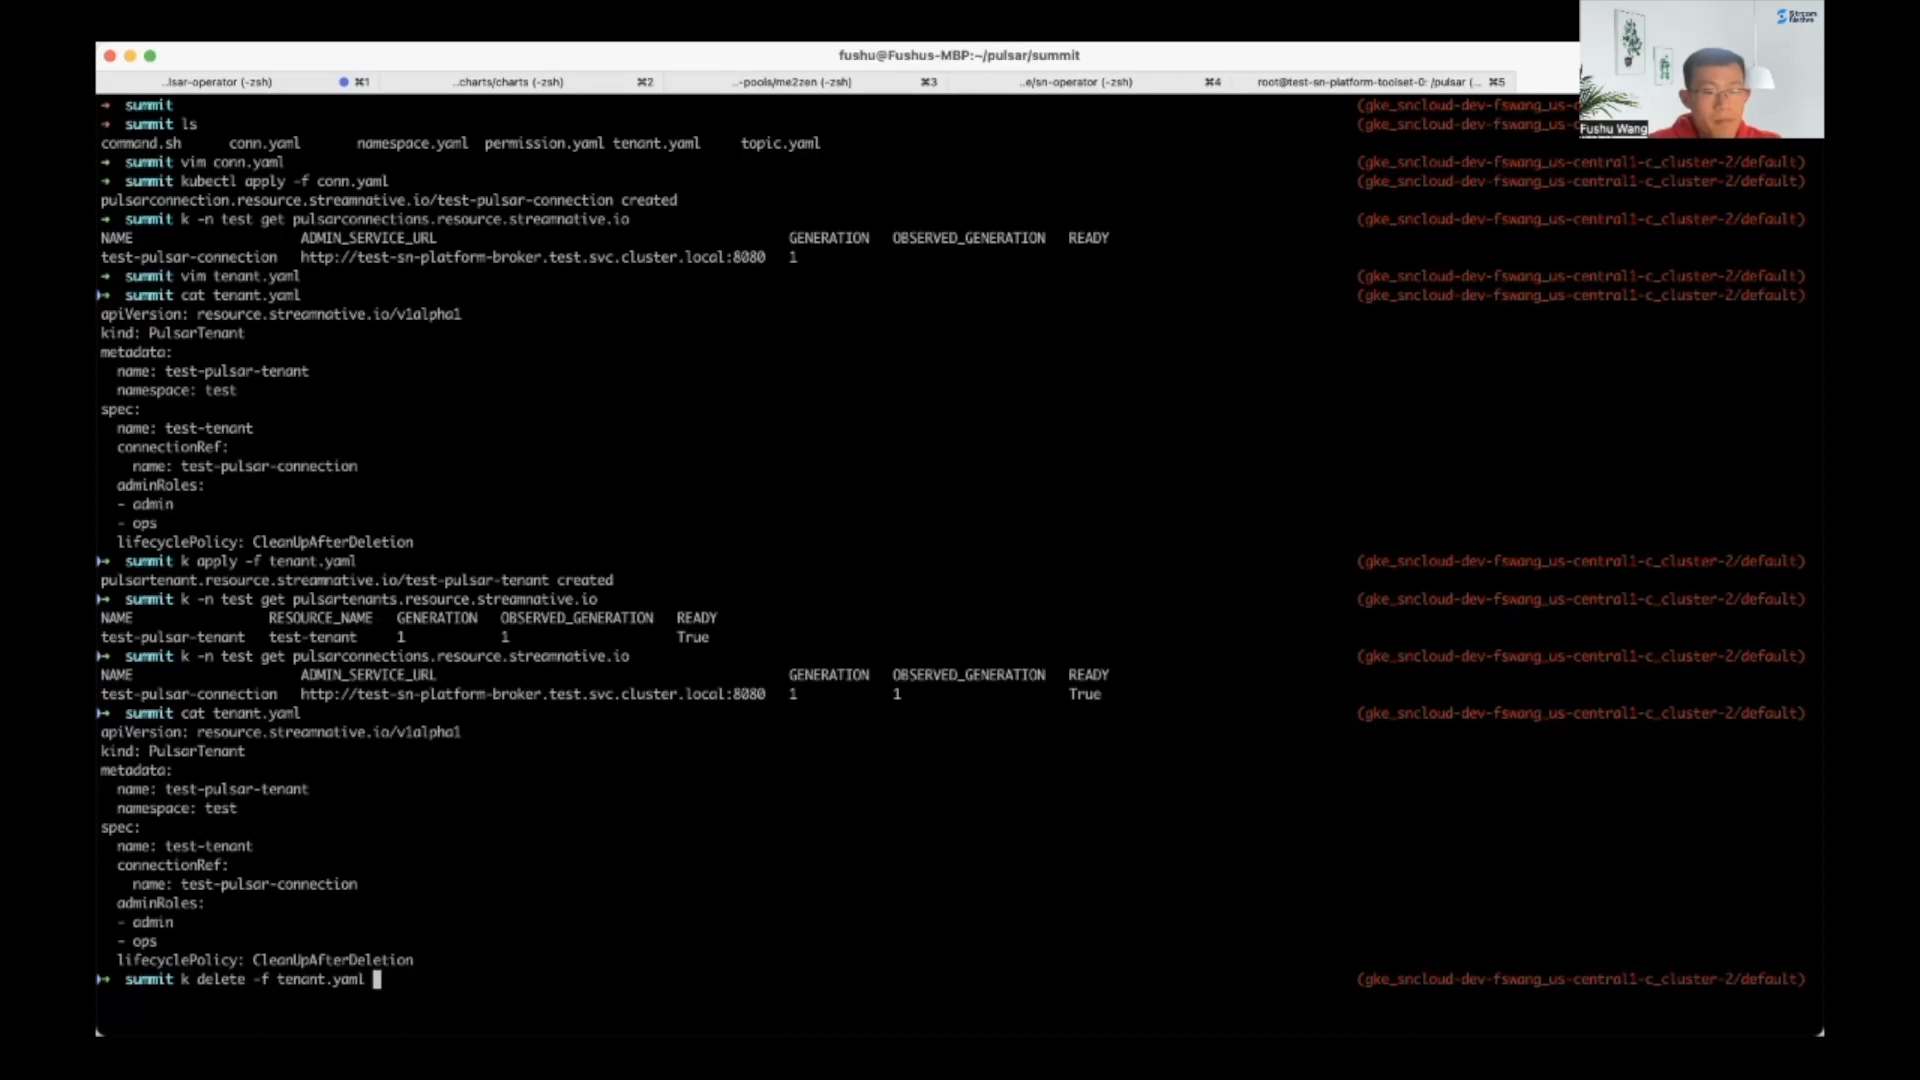 fushu@Fushus-MBP:~/pulsar/summit
..lsar-operator (-zsh) ⌘1 ...charts/charts (-zsh) ⌘2 ..-pools/me2zen (-zsh) ⌘3 ..e/sn-operator (-zsh) ⌘4 root@test-sn-platform-toolset-0: /pulsar (... ⌘5
Stream Native
Fushu Wang
→ summit (gke_sncloud-dev-fswang_us-c
→ summit ls (gke_sncloud-dev-fswang_us-c
command.sh conn.yaml namespace.yaml permission.yaml tenant.yaml topic.yaml
→ summit vim conn.yaml (gke_sncloud-dev-fswang_us-central1-c_cluster-2/default)
→ summit kubectl apply -f conn.yaml (gke_sncloud-dev-fswang_us-central1-c_cluster-2/default)
pulsarconnection.resource.streamnative.io/test-pulsar-connection created
→ summit k -n test get pulsarconnections.resource.streamnative.io (gke_sncloud-dev-fswang_us-central1-c_cluster-2/default)
NAME ADMIN_SERVICE_URL GENERATION OBSERVED_GENERATION READY
test-pulsar-connection http://test-sn-platform-broker.test.svc.cluster.local:8080 1
→ summit vim tenant.yaml (gke_sncloud-dev-fswang_us-central1-c_cluster-2/default)
→ summit cat tenant.yaml (gke_sncloud-dev-fswang_us-central1-c_cluster-2/default)
apiVersion: resource.streamnative.io/v1alpha1
kind: PulsarTenant
metadata:
  name: test-pulsar-tenant
  namespace: test
spec:
  name: test-tenant
  connectionRef:
    name: test-pulsar-connection
  adminRoles:
  - admin
  - ops
  lifecyclePolicy: CleanUpAfterDeletion
→ summit k apply -f tenant.yaml (gke_sncloud-dev-fswang_us-central1-c_cluster-2/default)
pulsartenant.resource.streamnative.io/test-pulsar-tenant created
→ summit k -n test get pulsartenants.resource.streamnative.io (gke_sncloud-dev-fswang_us-central1-c_cluster-2/default)
NAME RESOURCE_NAME GENERATION OBSERVED_GENERATION READY
test-pulsar-tenant test-tenant 1 1 True
→ summit k -n test get pulsarconnections.resource.streamnative.io (gke_sncloud-dev-fswang_us-central1-c_cluster-2/default)
NAME ADMIN_SERVICE_URL GENERATION OBSERVED_GENERATION READY
test-pulsar-connection http://test-sn-platform-broker.test.svc.cluster.local:8080 1 1 True
→ summit cat tenant.yaml (gke_sncloud-dev-fswang_us-central1-c_cluster-2/default)
apiVersion: resource.streamnative.io/v1alpha1
kind: PulsarTenant
metadata:
  name: test-pulsar-tenant
  namespace: test
spec:
  name: test-tenant
  connectionRef:
    name: test-pulsar-connection
  adminRoles:
  - admin
  - ops
  lifecyclePolicy: CleanUpAfterDeletion
→ summit k delete -f tenant.yaml (gke_sncloud-dev-fswang_us-central1-c_cluster-2/default)